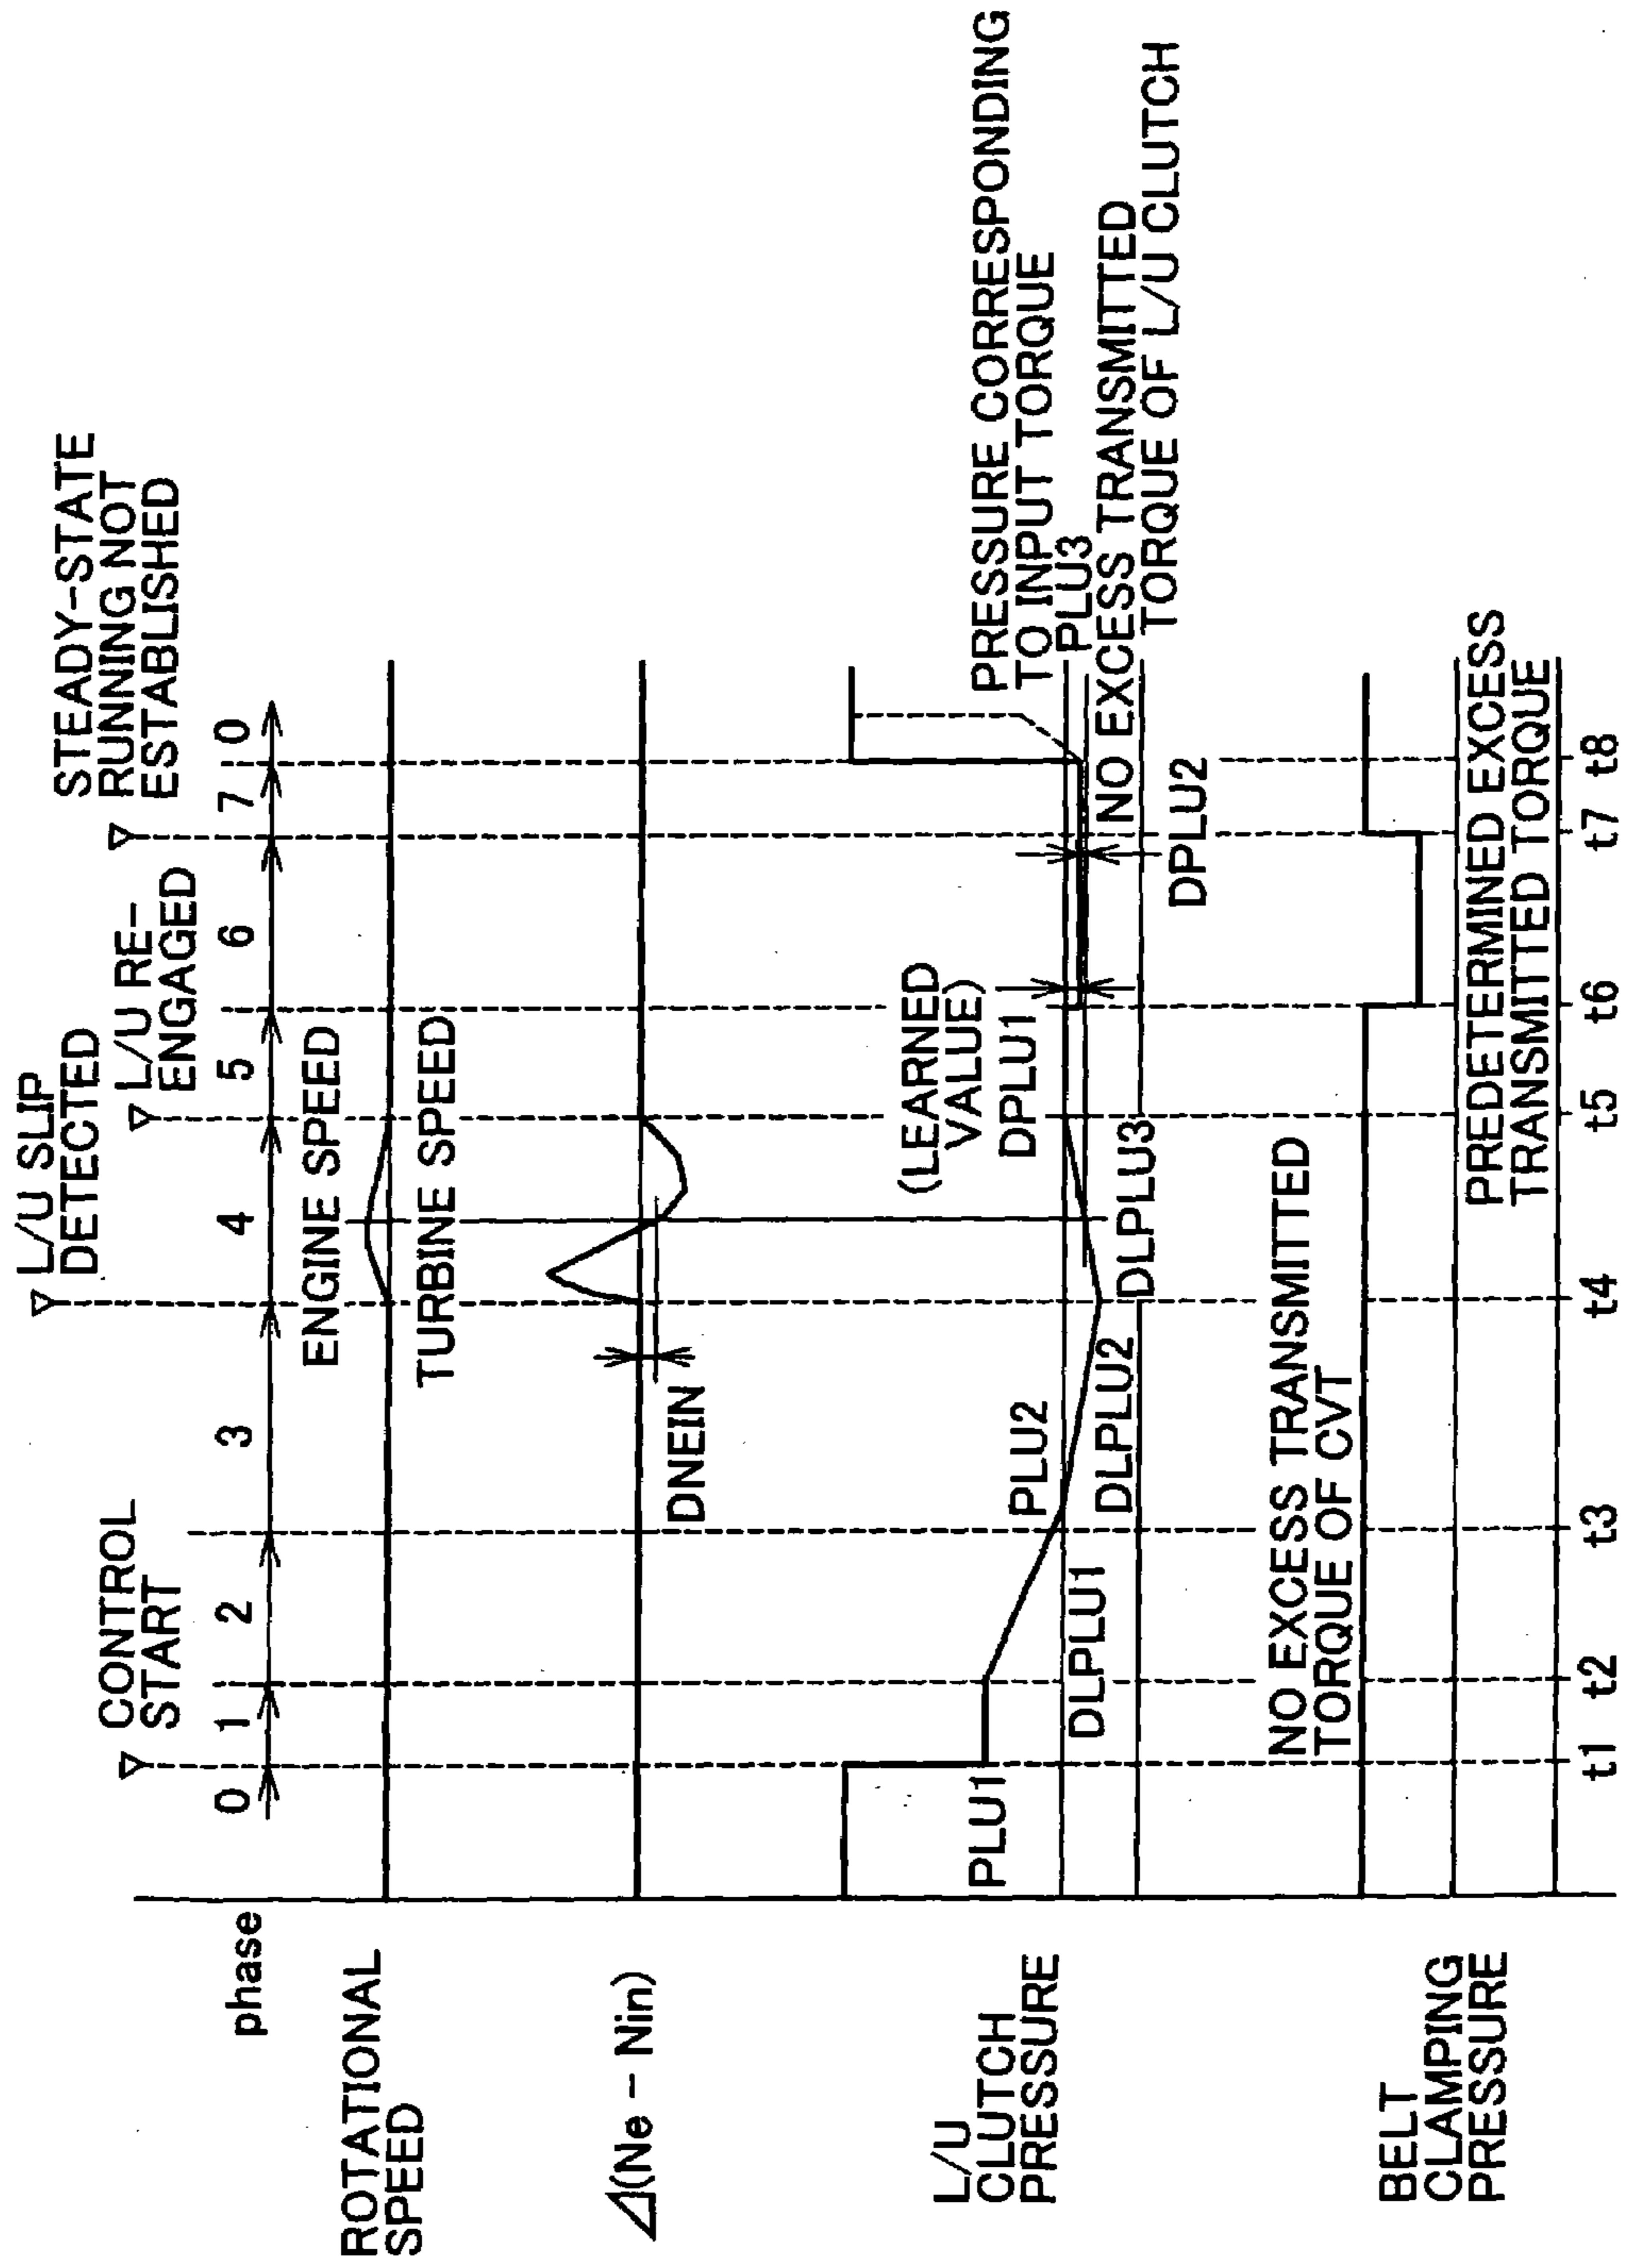 L/U SLIP
DETECTED
STEADY-STATE
RUNNING NOT
ESTABLISHED
CONTROL
START
L/U RE-
ENGAGED
phase
0
1
2
3
4
5
6
7
0
ROTATIONAL
SPEED
ENGINE SPEED
TURBINE SPEED
⊿(Ne – Nin)
DNEIN
L/U
CLUTCH
PRESSURE
PLU1
DLPLU1
PLU2
DLPLU2
DLPLU3
(LEARNED
VALUE)
DPLU1
DPLU2
PRESSURE CORRESPONDING
TO INPUT TORQUE
PLU3
NO EXCESS TRANSMITTED
TORQUE OF L/U CLUTCH
NO EXCESS TRANSMITTED
TORQUE OF CVT
BELT
CLAMPING
PRESSURE
PREDETERMINED EXCESS
TRANSMITTED TORQUE
t1
t2
t3
t4
t5
t6
t7
t8